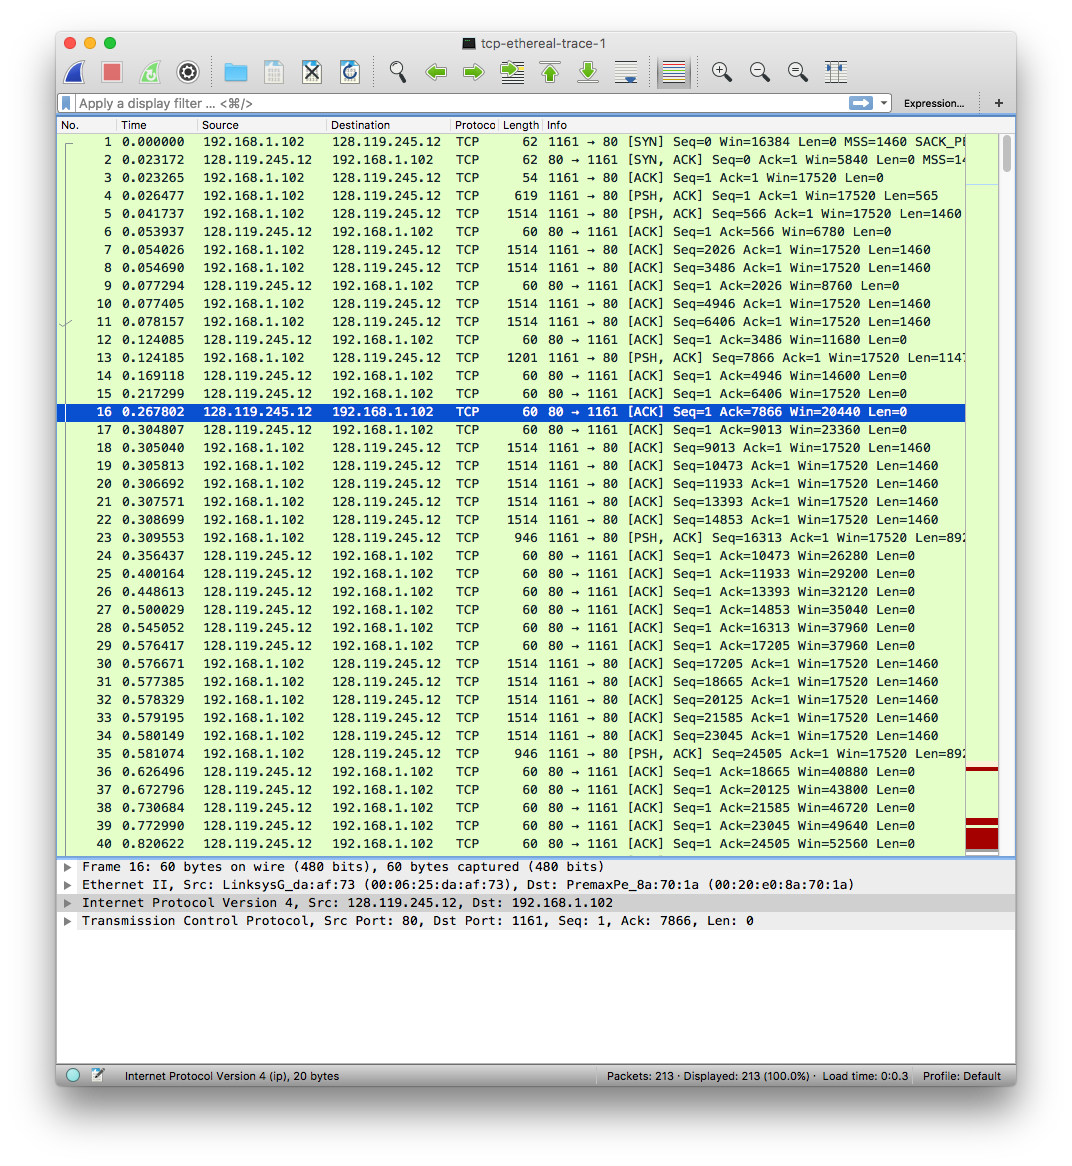 tcp-ethereal-trace-1
Apply a display filter ... <⌘/>
Expression...
+
No. Time Source Destination Protoco Length Info
1 0.000000 192.168.1.102 128.119.245.12 TCP 62 1161 → 80 [SYN] Seq=0 Win=16384 Len=0 MSS=1460 SACK_PE
2 0.023172 128.119.245.12 192.168.1.102 TCP 62 80 → 1161 [SYN, ACK] Seq=0 Ack=1 Win=5840 Len=0 MSS=14
3 0.023265 192.168.1.102 128.119.245.12 TCP 54 1161 → 80 [ACK] Seq=1 Ack=1 Win=17520 Len=0
4 0.026477 192.168.1.102 128.119.245.12 TCP 619 1161 → 80 [PSH, ACK] Seq=1 Ack=1 Win=17520 Len=565
5 0.041737 192.168.1.102 128.119.245.12 TCP 1514 1161 → 80 [PSH, ACK] Seq=566 Ack=1 Win=17520 Len=1460
6 0.053937 128.119.245.12 192.168.1.102 TCP 60 80 → 1161 [ACK] Seq=1 Ack=566 Win=6780 Len=0
7 0.054026 192.168.1.102 128.119.245.12 TCP 1514 1161 → 80 [ACK] Seq=2026 Ack=1 Win=17520 Len=1460
8 0.054690 192.168.1.102 128.119.245.12 TCP 1514 1161 → 80 [ACK] Seq=3486 Ack=1 Win=17520 Len=1460
9 0.077294 128.119.245.12 192.168.1.102 TCP 60 80 → 1161 [ACK] Seq=1 Ack=2026 Win=8760 Len=0
10 0.077405 192.168.1.102 128.119.245.12 TCP 1514 1161 → 80 [ACK] Seq=4946 Ack=1 Win=17520 Len=1460
11 0.078157 192.168.1.102 128.119.245.12 TCP 1514 1161 → 80 [ACK] Seq=6406 Ack=1 Win=17520 Len=1460
12 0.124085 128.119.245.12 192.168.1.102 TCP 60 80 → 1161 [ACK] Seq=1 Ack=3486 Win=11680 Len=0
13 0.124185 192.168.1.102 128.119.245.12 TCP 1201 1161 → 80 [PSH, ACK] Seq=7866 Ack=1 Win=17520 Len=1147
14 0.169118 128.119.245.12 192.168.1.102 TCP 60 80 → 1161 [ACK] Seq=1 Ack=4946 Win=14600 Len=0
15 0.217299 128.119.245.12 192.168.1.102 TCP 60 80 → 1161 [ACK] Seq=1 Ack=6406 Win=17520 Len=0
16 0.267802 128.119.245.12 192.168.1.102 TCP 60 80 → 1161 [ACK] Seq=1 Ack=7866 Win=20440 Len=0
17 0.304807 128.119.245.12 192.168.1.102 TCP 60 80 → 1161 [ACK] Seq=1 Ack=9013 Win=23360 Len=0
18 0.305040 192.168.1.102 128.119.245.12 TCP 1514 1161 → 80 [ACK] Seq=9013 Ack=1 Win=17520 Len=1460
19 0.305813 192.168.1.102 128.119.245.12 TCP 1514 1161 → 80 [ACK] Seq=10473 Ack=1 Win=17520 Len=1460
20 0.306692 192.168.1.102 128.119.245.12 TCP 1514 1161 → 80 [ACK] Seq=11933 Ack=1 Win=17520 Len=1460
21 0.307571 192.168.1.102 128.119.245.12 TCP 1514 1161 → 80 [ACK] Seq=13393 Ack=1 Win=17520 Len=1460
22 0.308699 192.168.1.102 128.119.245.12 TCP 1514 1161 → 80 [ACK] Seq=14853 Ack=1 Win=17520 Len=1460
23 0.309553 192.168.1.102 128.119.245.12 TCP 946 1161 → 80 [PSH, ACK] Seq=16313 Ack=1 Win=17520 Len=892
24 0.356437 128.119.245.12 192.168.1.102 TCP 60 80 → 1161 [ACK] Seq=1 Ack=10473 Win=26280 Len=0
25 0.400164 128.119.245.12 192.168.1.102 TCP 60 80 → 1161 [ACK] Seq=1 Ack=11933 Win=29200 Len=0
26 0.448613 128.119.245.12 192.168.1.102 TCP 60 80 → 1161 [ACK] Seq=1 Ack=13393 Win=32120 Len=0
27 0.500029 128.119.245.12 192.168.1.102 TCP 60 80 → 1161 [ACK] Seq=1 Ack=14853 Win=35040 Len=0
28 0.545052 128.119.245.12 192.168.1.102 TCP 60 80 → 1161 [ACK] Seq=1 Ack=16313 Win=37960 Len=0
29 0.576417 128.119.245.12 192.168.1.102 TCP 60 80 → 1161 [ACK] Seq=1 Ack=17205 Win=37960 Len=0
30 0.576671 192.168.1.102 128.119.245.12 TCP 1514 1161 → 80 [ACK] Seq=17205 Ack=1 Win=17520 Len=1460
31 0.577385 192.168.1.102 128.119.245.12 TCP 1514 1161 → 80 [ACK] Seq=18665 Ack=1 Win=17520 Len=1460
32 0.578329 192.168.1.102 128.119.245.12 TCP 1514 1161 → 80 [ACK] Seq=20125 Ack=1 Win=17520 Len=1460
33 0.579195 192.168.1.102 128.119.245.12 TCP 1514 1161 → 80 [ACK] Seq=21585 Ack=1 Win=17520 Len=1460
34 0.580149 192.168.1.102 128.119.245.12 TCP 1514 1161 → 80 [ACK] Seq=23045 Ack=1 Win=17520 Len=1460
35 0.581074 192.168.1.102 128.119.245.12 TCP 946 1161 → 80 [PSH, ACK] Seq=24505 Ack=1 Win=17520 Len=892
36 0.626496 128.119.245.12 192.168.1.102 TCP 60 80 → 1161 [ACK] Seq=1 Ack=18665 Win=40880 Len=0
37 0.672796 128.119.245.12 192.168.1.102 TCP 60 80 → 1161 [ACK] Seq=1 Ack=20125 Win=43800 Len=0
38 0.730684 128.119.245.12 192.168.1.102 TCP 60 80 → 1161 [ACK] Seq=1 Ack=21585 Win=46720 Len=0
39 0.772990 128.119.245.12 192.168.1.102 TCP 60 80 → 1161 [ACK] Seq=1 Ack=23045 Win=49640 Len=0
40 0.820622 128.119.245.12 192.168.1.102 TCP 60 80 → 1161 [ACK] Seq=1 Ack=24505 Win=52560 Len=0
Frame 16: 60 bytes on wire (480 bits), 60 bytes captured (480 bits)
Ethernet II, Src: LinksysG_da:af:73 (00:06:25:da:af:73), Dst: PremaxPe_8a:70:1a (00:20:e0:8a:70:1a)
Internet Protocol Version 4, Src: 128.119.245.12, Dst: 192.168.1.102
Transmission Control Protocol, Src Port: 80, Dst Port: 1161, Seq: 1, Ack: 7866, Len: 0
Internet Protocol Version 4 (ip), 20 bytes
Packets: 213 · Displayed: 213 (100.0%) · Load time: 0:0.3
Profile: Default